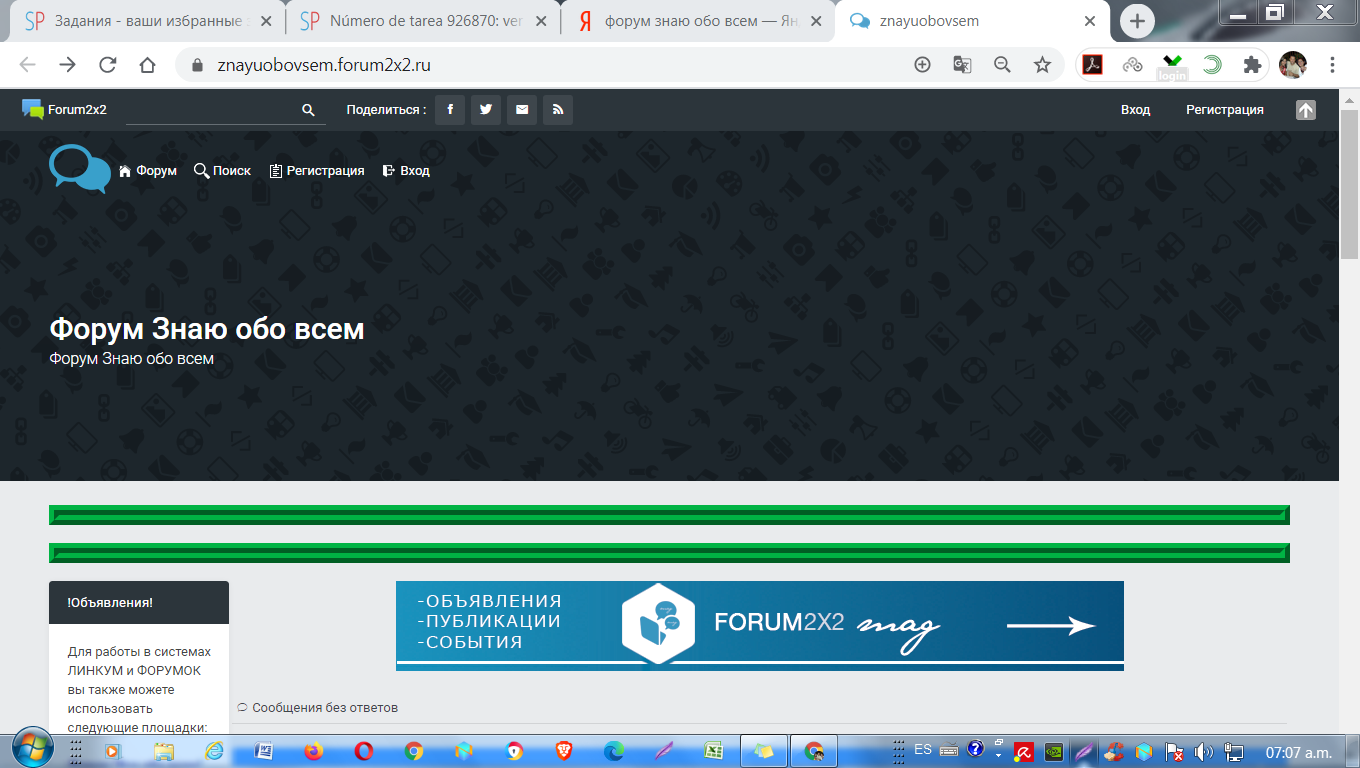 Задания - ваши избранные з
Número de tarea 926870: ver
форум знаю обо всем — Ян
znayuobovsem
znayuobovsem.forum2x2.ru
login
Forum2x2
Поделиться :
Вход
Регистрация
Форум
Поиск
Регистрация
Вход
Форум Знаю обо всем
Форум Знаю обо всем
!Объявления!
Для работы в системах
ЛИНКУМ и ФОРУМОК
вы также можете
использовать
следующие площадки:
-ОБЪЯВЛЕНИЯ
-ПУБЛИКАЦИИ
-СОБЫТИЯ
FORUM2X2 mag
Сообщения без ответов
ES
07:07 a.m.